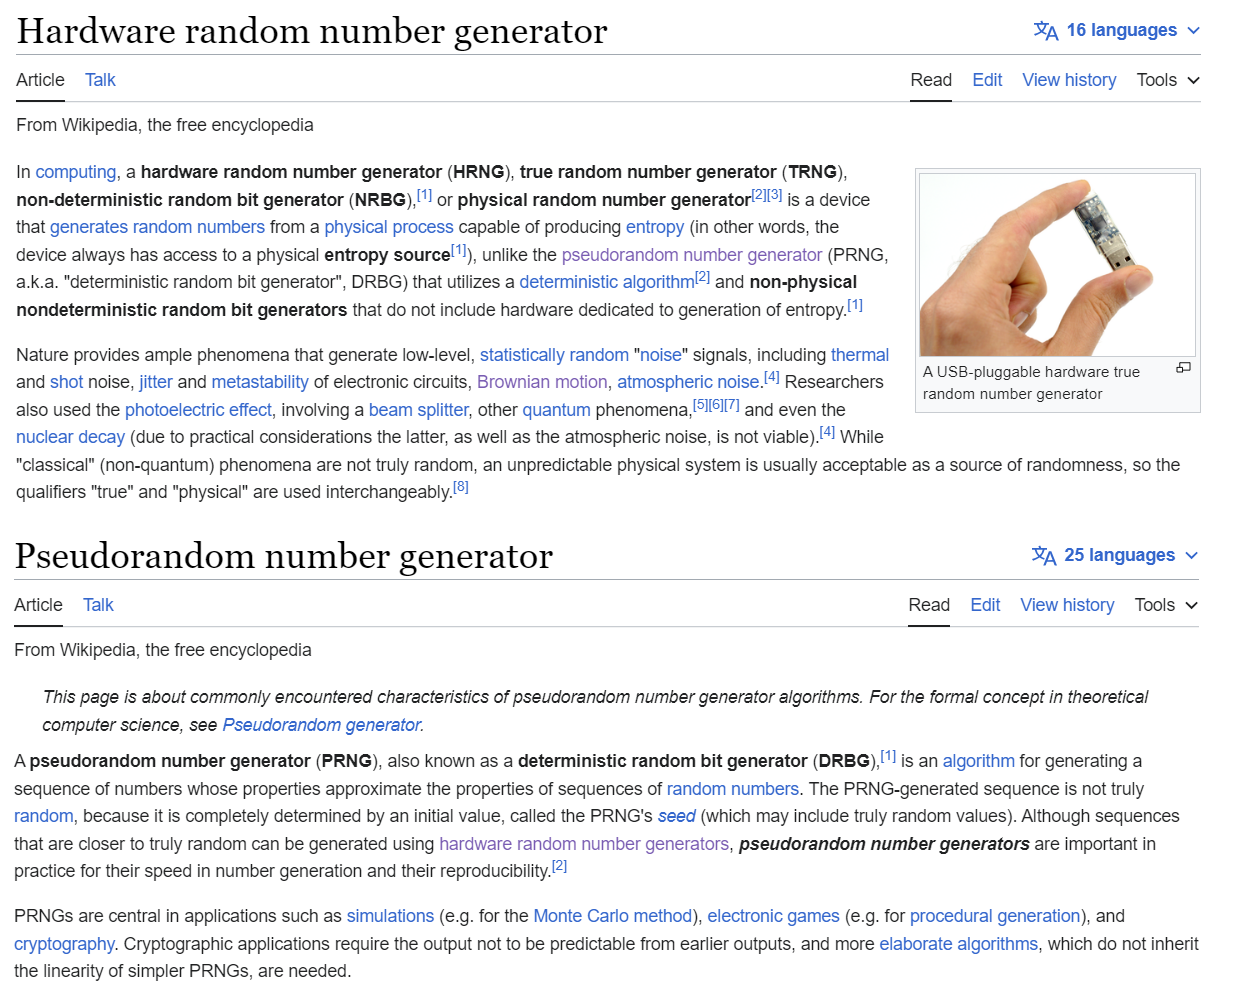 Hardware random number generator
16 languages
Article Talk Read Edit View history Tools
From Wikipedia, the free encyclopedia
In computing, a hardware random number generator (HRNG), true random number generator (TRNG),
non-deterministic random bit generator (NRBG),[1] or physical random number generator[2][3] is a device
that generates random numbers from a physical process capable of producing entropy (in other words, the
device always has access to a physical entropy source[1]), unlike the pseudorandom number generator (PRNG,
a.k.a. "deterministic random bit generator", DRBG) that utilizes a deterministic algorithm[2] and non-physical
nondeterministic random bit generators that do not include hardware dedicated to generation of entropy.[1]
A USB-pluggable hardware true
random number generator
Nature provides ample phenomena that generate low-level, statistically random "noise" signals, including thermal
and shot noise, jitter and metastability of electronic circuits, Brownian motion, atmospheric noise.[4] Researchers
also used the photoelectric effect, involving a beam splitter, other quantum phenomena,[5][6][7] and even the
nuclear decay (due to practical considerations the latter, as well as the atmospheric noise, is not viable).[4] While
"classical" (non-quantum) phenomena are not truly random, an unpredictable physical system is usually acceptable as a source of randomness, so the
qualifiers "true" and "physical" are used interchangeably.[8]
Pseudorandom number generator
25 languages
Article Talk Read Edit View history Tools
From Wikipedia, the free encyclopedia
This page is about commonly encountered characteristics of pseudorandom number generator algorithms. For the formal concept in theoretical
computer science, see Pseudorandom generator.
A pseudorandom number generator (PRNG), also known as a deterministic random bit generator (DRBG),[1] is an algorithm for generating a
sequence of numbers whose properties approximate the properties of sequences of random numbers. The PRNG-generated sequence is not truly
random, because it is completely determined by an initial value, called the PRNG's seed (which may include truly random values). Although sequences
that are closer to truly random can be generated using hardware random number generators, pseudorandom number generators are important in
practice for their speed in number generation and their reproducibility.[2]
PRNGs are central in applications such as simulations (e.g. for the Monte Carlo method), electronic games (e.g. for procedural generation), and
cryptography. Cryptographic applications require the output not to be predictable from earlier outputs, and more elaborate algorithms, which do not inherit
the linearity of simpler PRNGs, are needed.